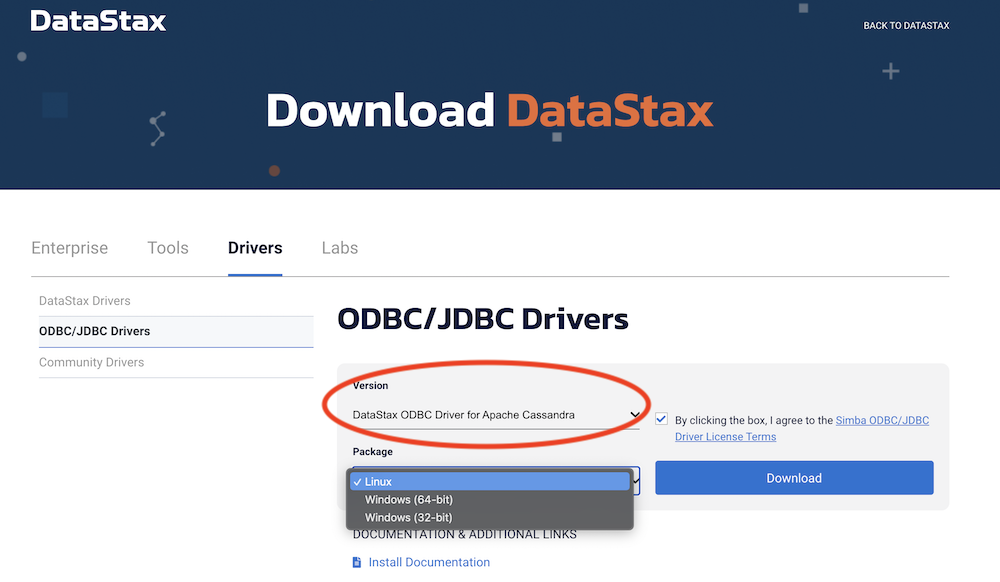 DataStax
BACK TO DATASTAX
Download DataStax
Enterprise Tools Drivers Labs
DataStax Drivers
ODBC/JDBC Drivers
Community Drivers
ODBC/JDBC Drivers
Version
DataStax ODBC Driver for Apache Cassandra
By clicking the box, I agree to the Simba ODBC/JDBC
Driver License Terms
Package
Linux
Windows (64-bit)
Windows (32-bit)
Download
DOCUMENTATION & ADDITIONAL LINKS
Install Documentation